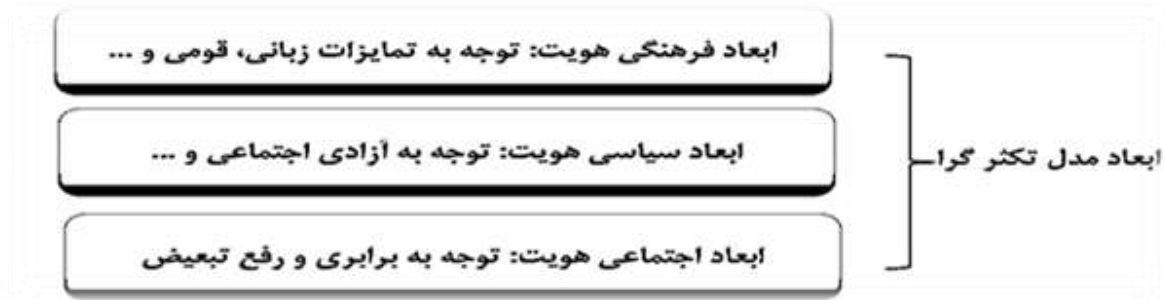 ابعاد فرهنگی هویت: توجه به تمایزات زبانی، قومی و ...
ابعاد سیاسی هویت: توجه به آزادی اجتماعی و ...
ابعاد مدل تکثر گرا
ابعاد اجتماعی هویت: توجه به برابری و رفع تبعیض